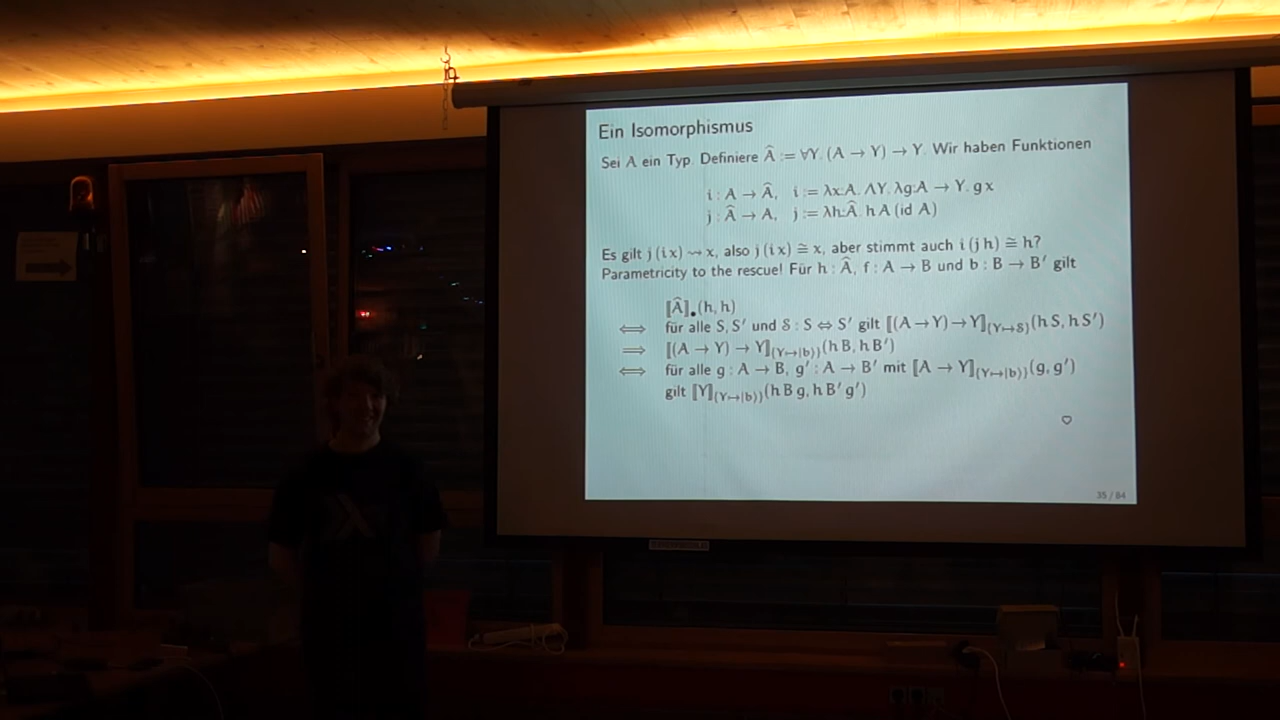 Ein Isomorphismus
Sei A ein Typ. Definiere Â := ∀Y. (A → Y) → Y. Wir haben Funktionen
i : A → Â, i := λx:A. ΛY. λg:A → Y. g x
j : Â → A, j := λh:Â. h A (id A)
Es gilt j (i x) ⇝ x, also j (i x) ≅ x, aber stimmt auch i (j h) ≅ h?
Parametricity to the rescue! Für h : Â, f : A → B und b : B → B′ gilt
⟦Â⟧•(h, h)
⟺ für alle S, S′ und 𝒮 : S ⇔ S′ gilt ⟦(A → Y) → Y⟧(Y↦𝒮)(h S, h S′)
⟹ ⟦(A → Y) → Y⟧(Y↦⟨b⟩)(h B, h B′)
⟺ für alle g : A → B, g′ : A → B′ mit ⟦A → Y⟧(Y↦⟨b⟩)(g, g′)
gilt ⟦Y⟧(Y↦⟨b⟩)(h B g, h B′ g′)
35 / 84